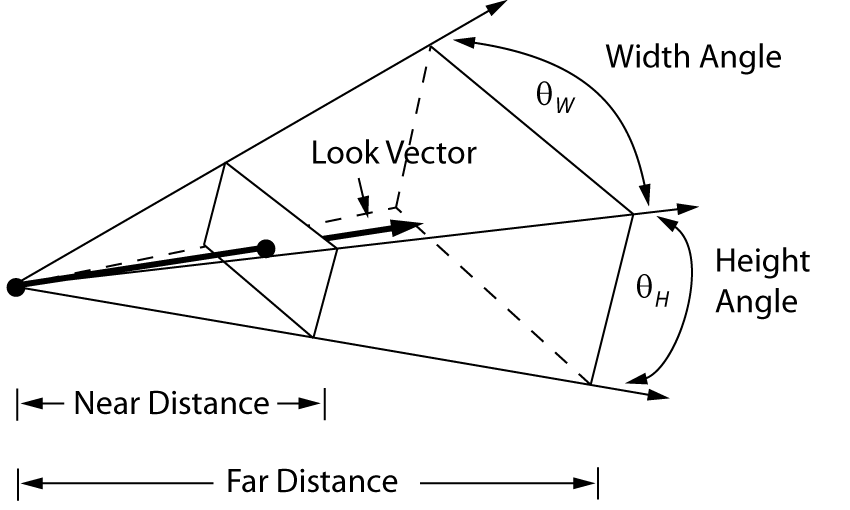 Width Angle
θW
Look Vector
Height
Angle
θH
Near Distance
Far Distance